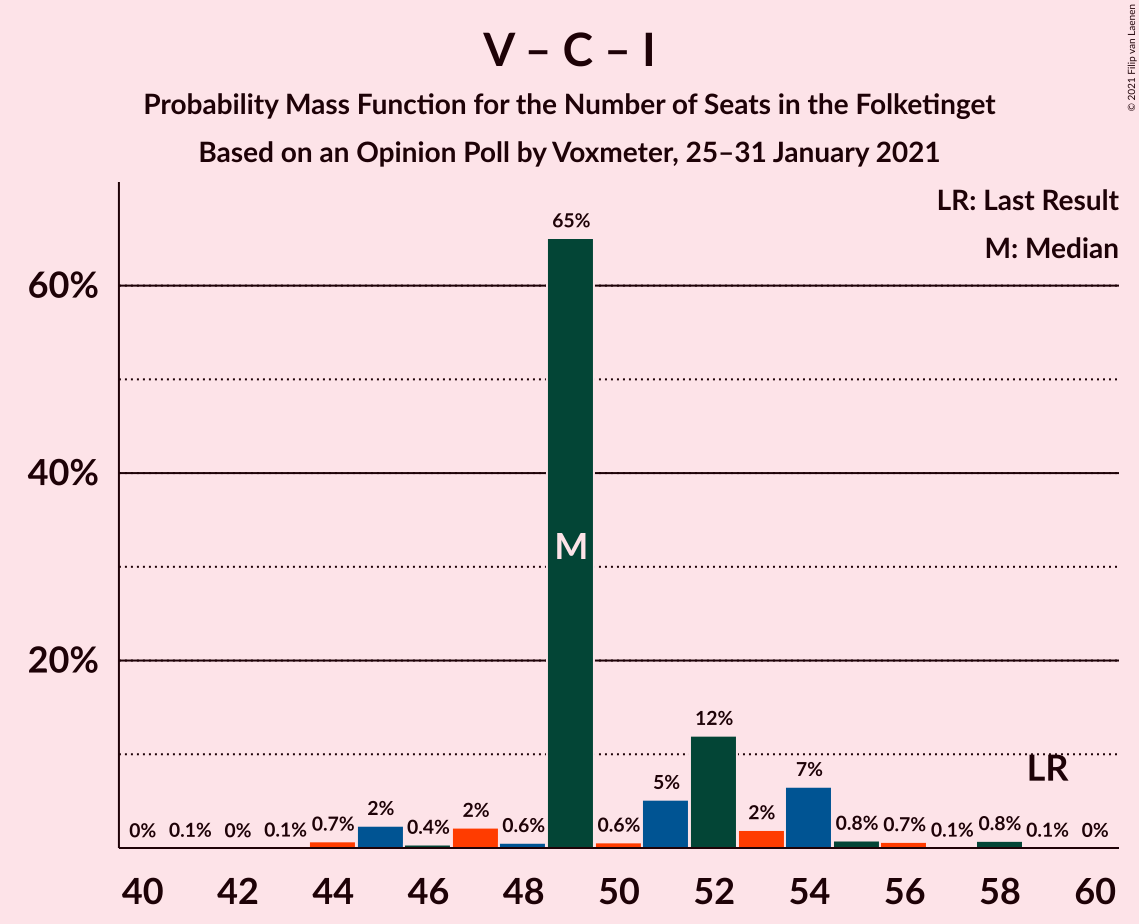 V – C – I
Probability Mass Function for the Number of Seats in the Folketinget
Based on an Opinion Poll by Voxmeter, 25–31 January 2021
© 2021 Filip van Laenen
LR: Last Result
M: Median
60%
40%
20%
0%
0.1%
0%
0.1%
0.7%
2%
0.4%
2%
0.6%
65%
M
0.6%
5%
12%
2%
7%
0.8%
0.7%
0.1%
0.8%
0.1%
LR
0%
40 42 44 46 48 50 52 54 56 58 60